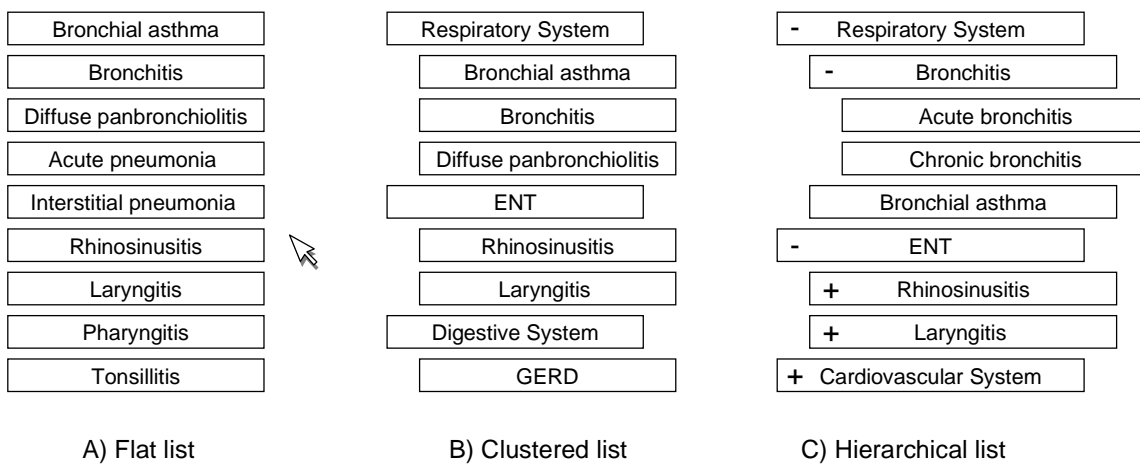 Bronchial asthma
Bronchitis
Diffuse panbronchiolitis
Acute pneumonia
Interstitial pneumonia
Rhinosinusitis
Laryngitis
Pharyngitis
Tonsillitis
A) Flat list
Respiratory System
Bronchial asthma
Bronchitis
Diffuse panbronchiolitis
ENT
Rhinosinusitis
Laryngitis
Digestive System
GERD
B) Clustered list
- Respiratory System
- Bronchitis
Acute bronchitis
Chronic bronchitis
Bronchial asthma
- ENT
+ Rhinosinusitis
+ Laryngitis
+ Cardiovascular System
C) Hierarchical list